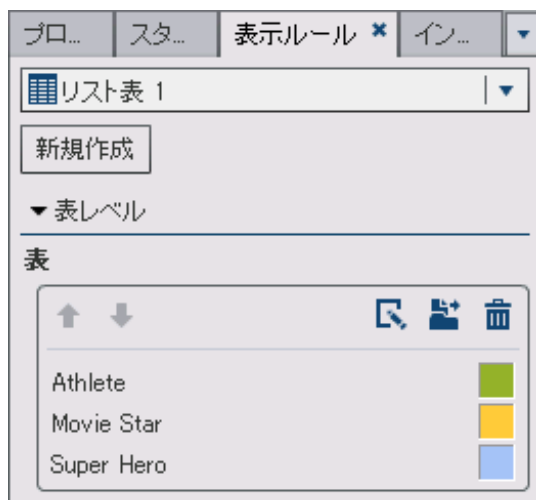 プロ...
スタ...
表示ルール
イン...
リスト表 1
新規作成
表レベル
表
Athlete
Movie Star
Super Hero